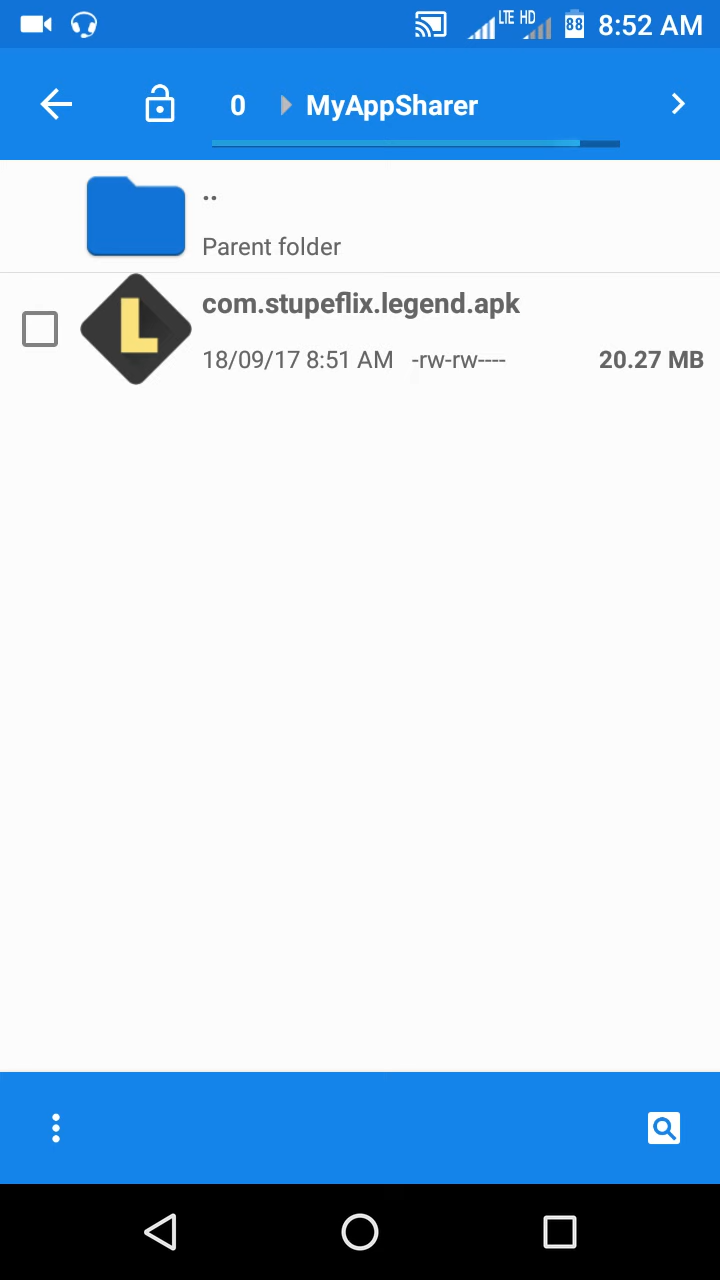 LTE HD 88 8:52 AM
0 MyAppSharer
..
Parent folder
L
com.stupeflix.legend.apk
18/09/17 8:51 AM -rw-rw---- 20.27 MB